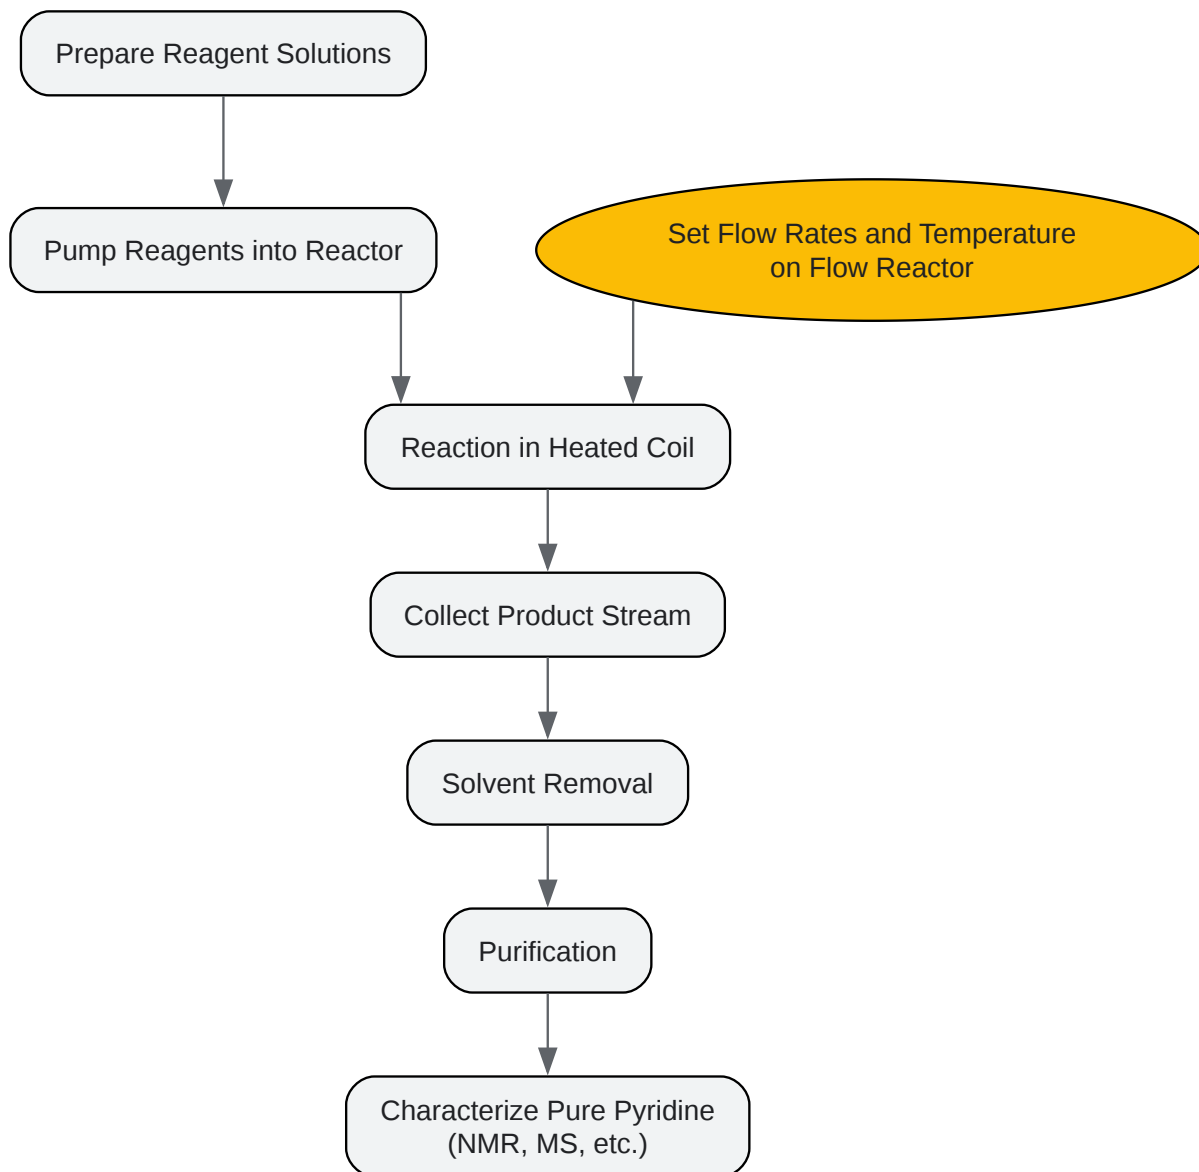 Prepare Reagent Solutions
Pump Reagents into Reactor
Set Flow Rates and Temperature
on Flow Reactor
Reaction in Heated Coil
Collect Product Stream
Solvent Removal
Purification
Characterize Pure Pyridine
(NMR, MS, etc.)